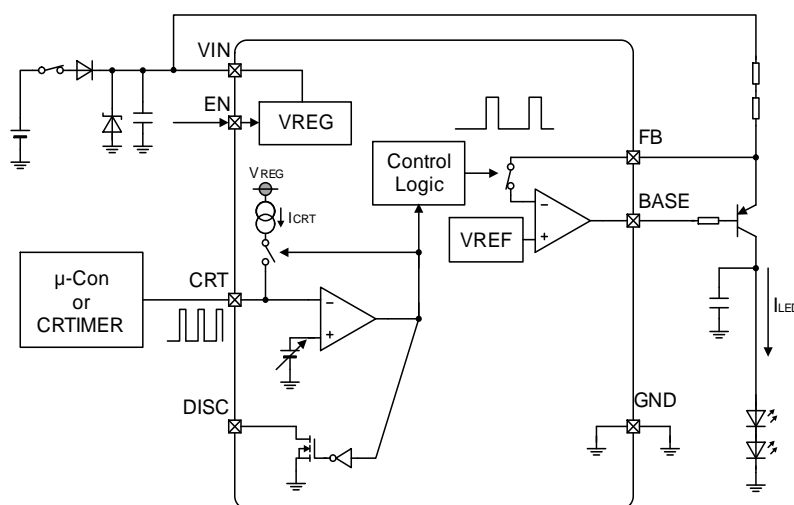 VIN
EN
VREG
FB
Control
Logic
VREG
ICRT
BASE
VREF
µ-Con
or
CRTIMER
CRT
−
+
−
+
ILED
DISC
GND